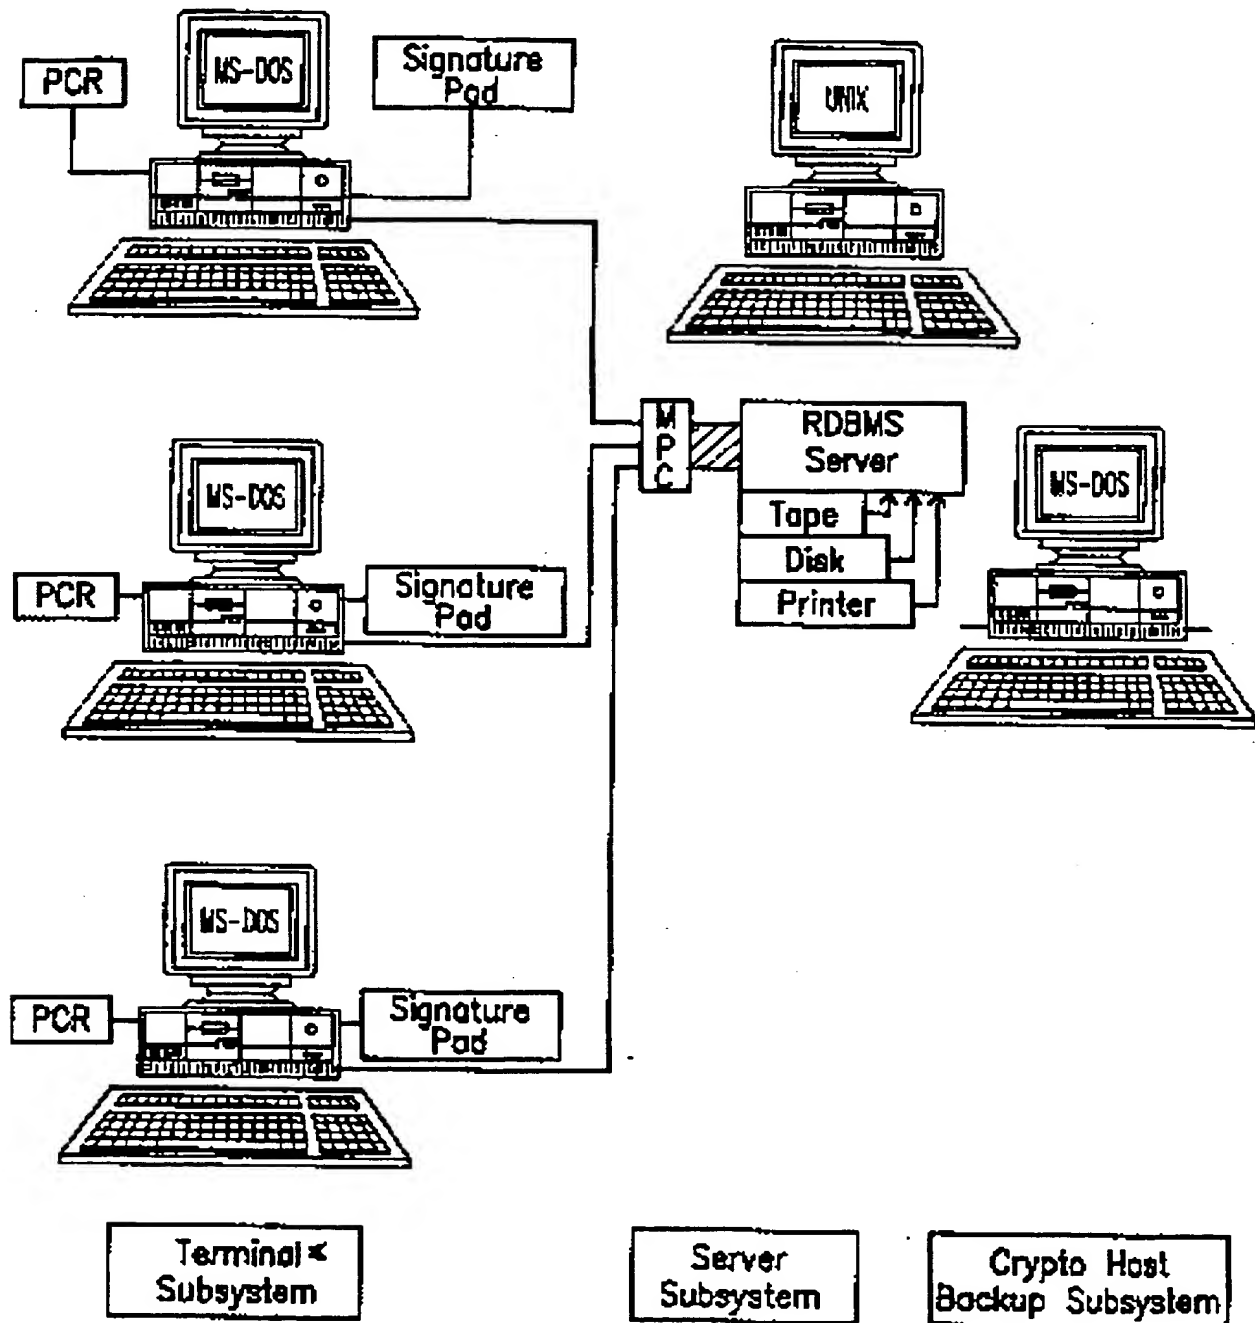 PCR
MS-DOS
Signature
Pad
UNIX
MS-DOS
PCR
Signature
Pad
MPC
RDBMS
Server
Tape
Disk
Printer
MS-DOS
MS-DOS
PCR
Signature
Pad
Terminal*
Subsystem
Server
Subsystem
Crypto Host
Backup Subsystem